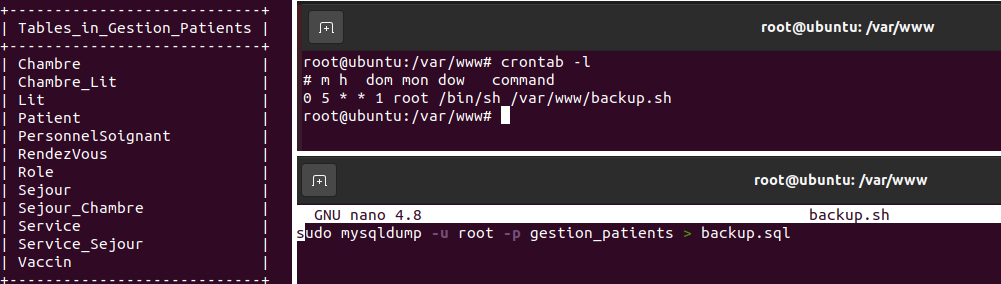 +-----------------------------+
| Tables_in_Gestion_Patients |
+-----------------------------+
| Chambre |
| Chambre_Lit |
| Lit |
| Patient |
| PersonnelSoignant |
| RendezVous |
| Role |
| Sejour |
| Sejour_Chambre |
| Service |
| Service_Sejour |
| Vaccin |
+-----------------------------+
root@ubuntu: /var/www
root@ubuntu:/var/www# crontab -l
# m h  dom mon dow   command
0 5 * * 1 root /bin/sh /var/www/backup.sh
root@ubuntu:/var/www#
root@ubuntu: /var/www
GNU nano 4.8 backup.sh
sudo mysqldump -u root -p gestion_patients > backup.sql